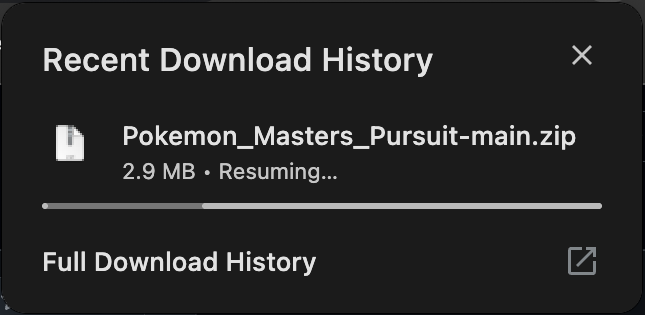 Recent Download History
Pokemon_Masters_Pursuit-main.zip
2.9 MB • Resuming...
Full Download History